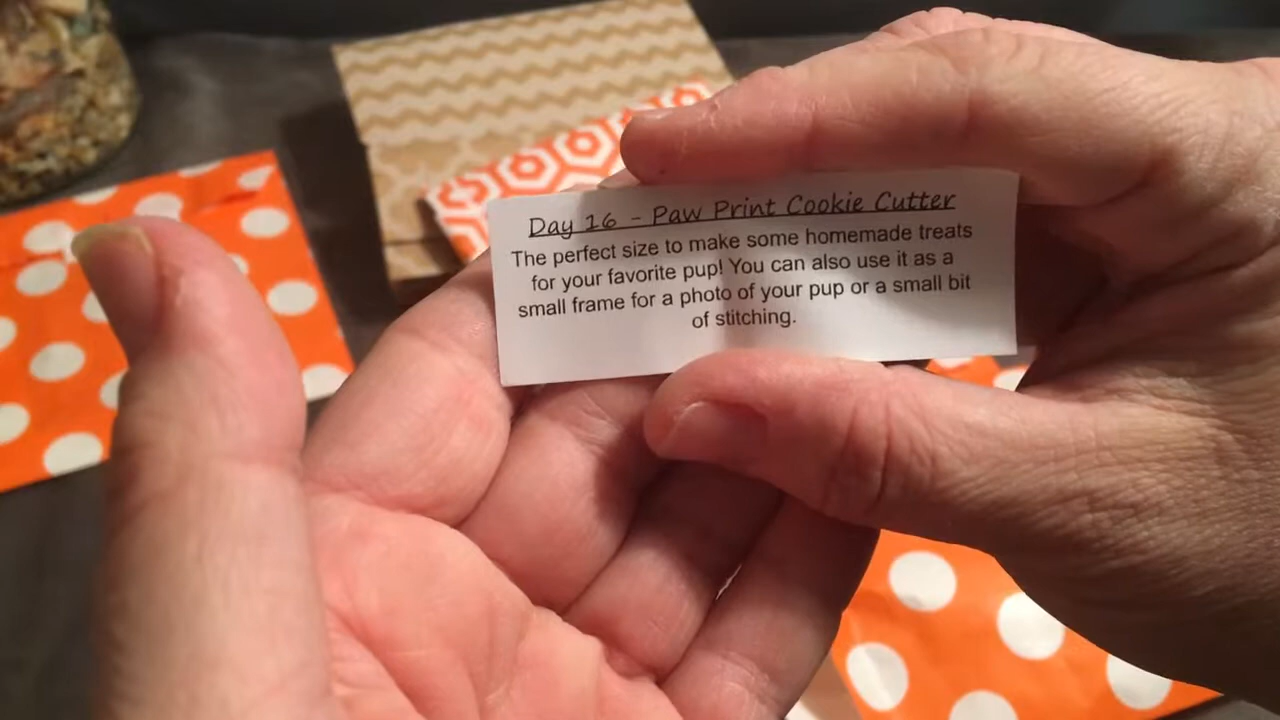 Day 16 - Paw Print Cookie Cutter
The perfect size to make some homemade treats
for your favorite pup! You can also use it as a
small frame for a photo of your pup or a small bit
of stitching.